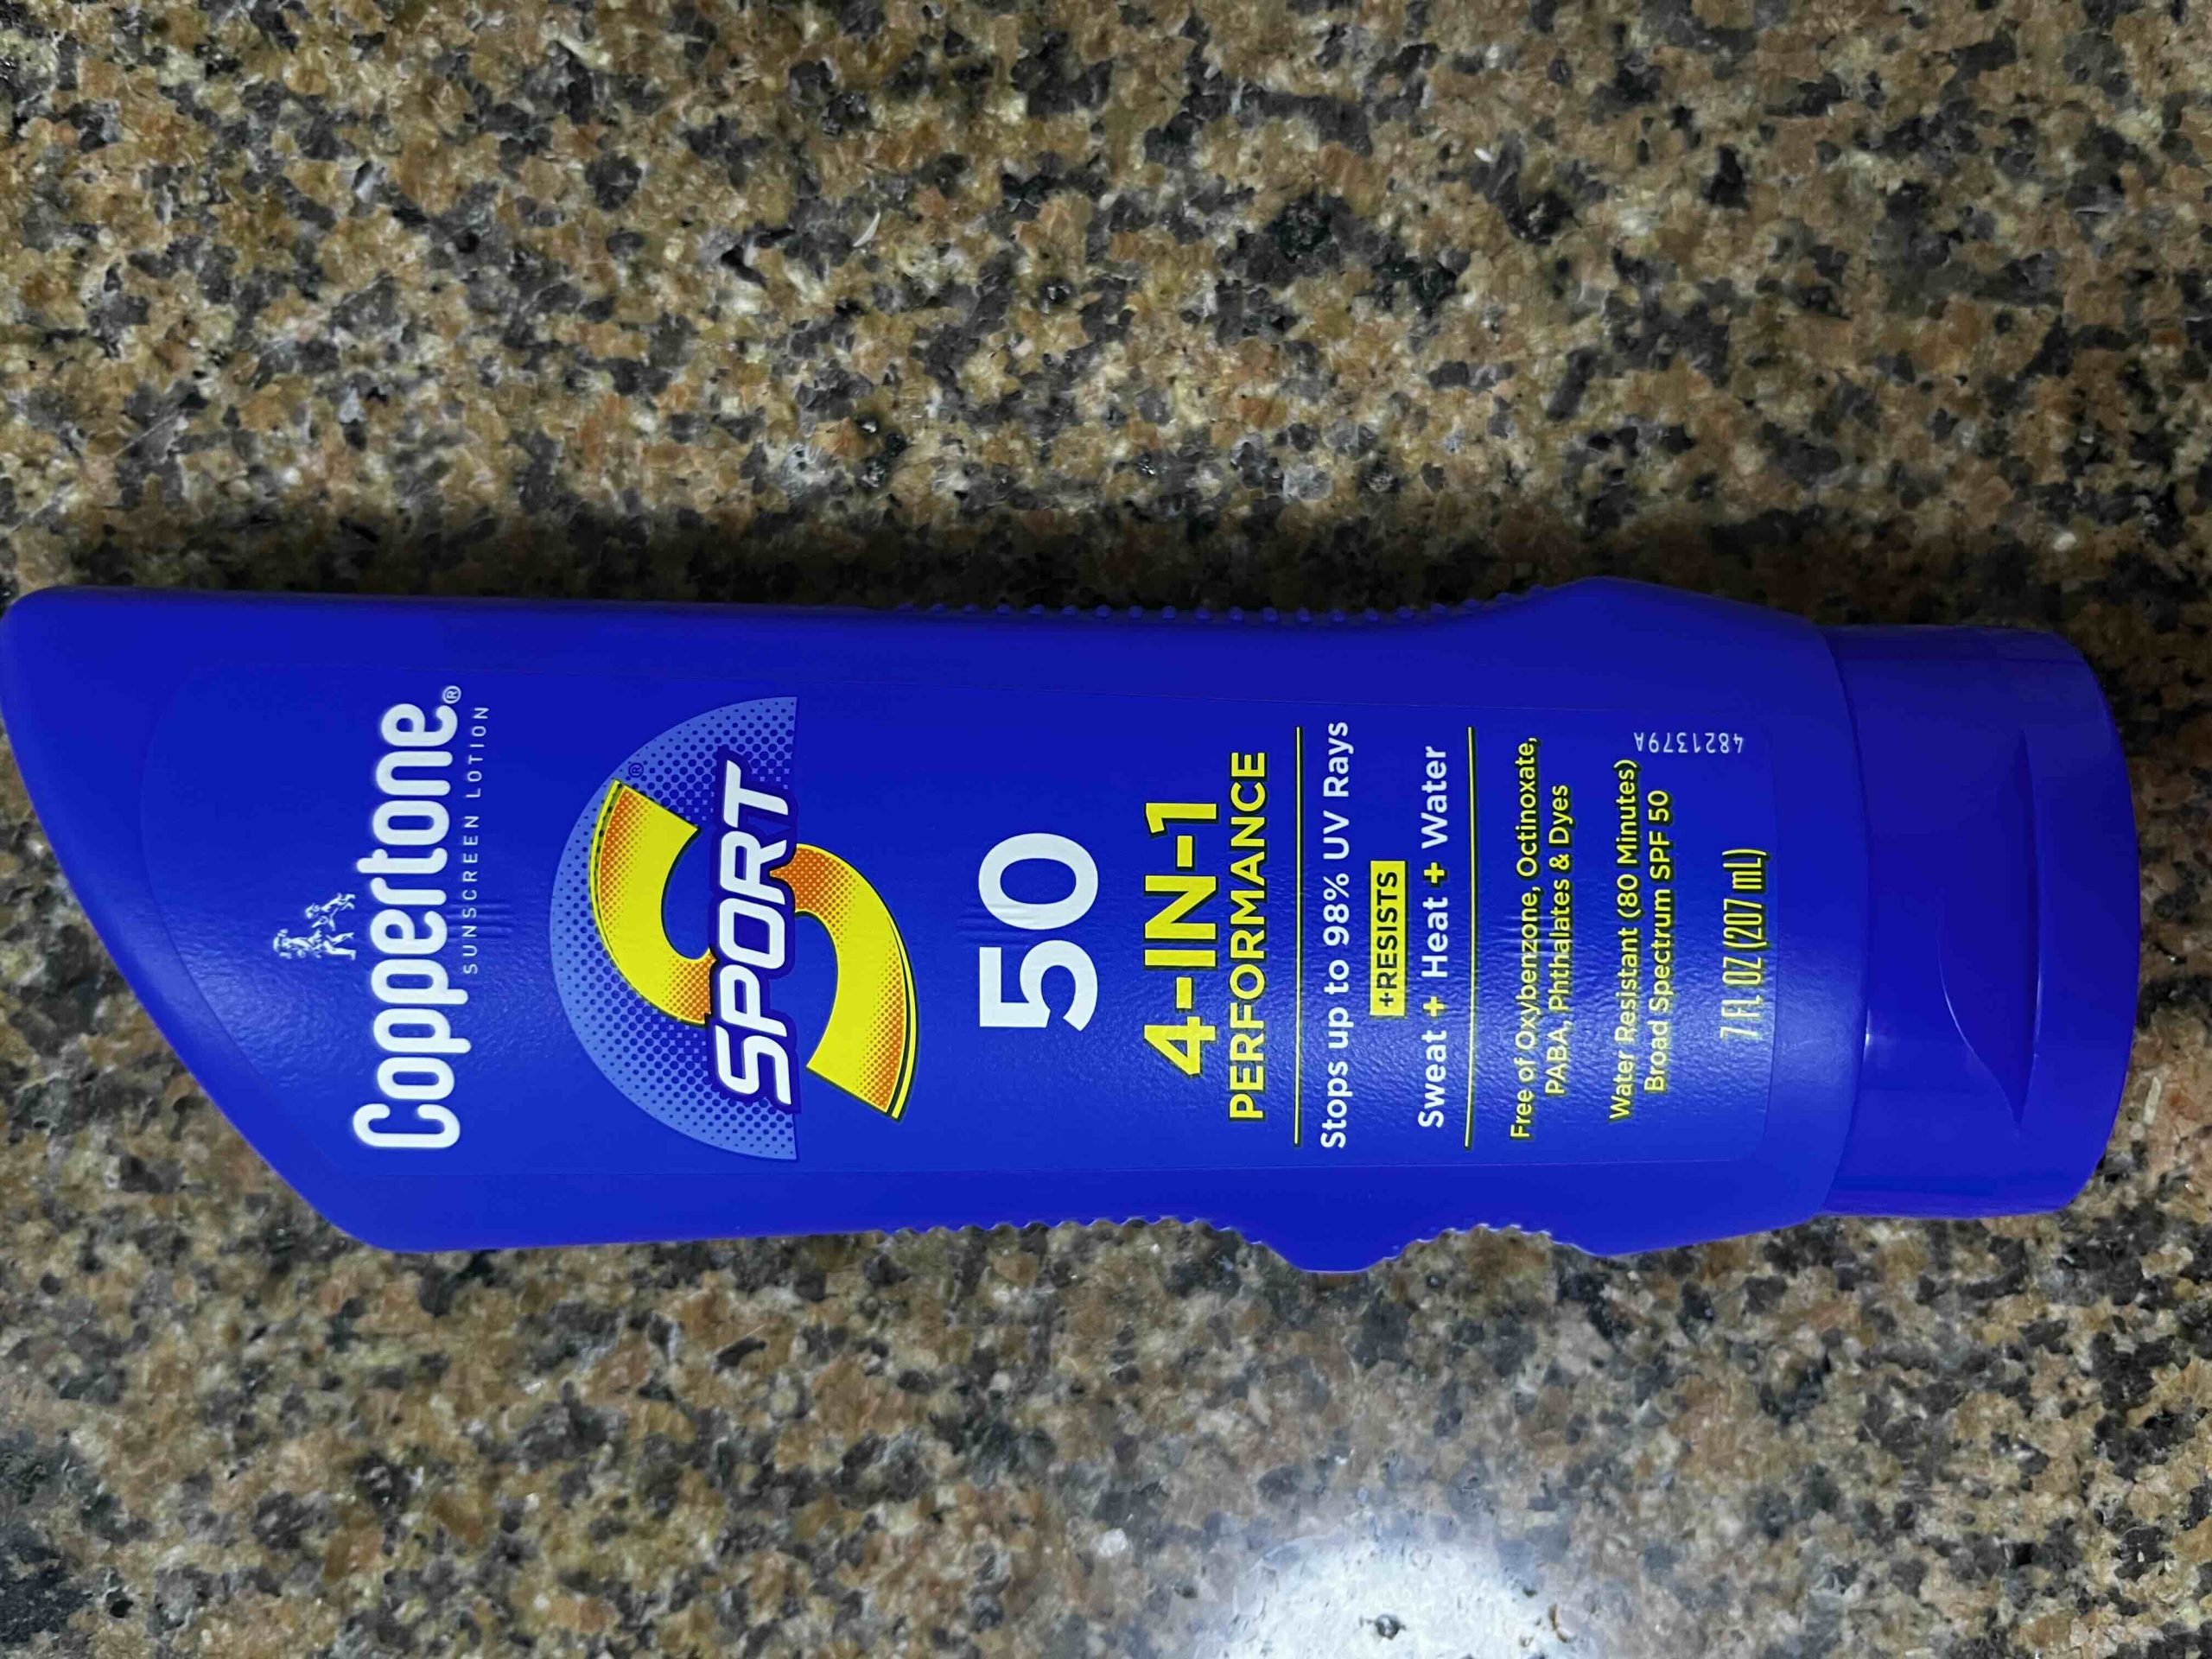 Coppertone®
SUNSCREEN LOTION
SPORT®
50
4-IN-1
PERFORMANCE
Stops up to 98% UV Rays
+RESISTS
Sweat + Heat + Water
Free of Oxybenzone, Octinoxate,
PABA, Phthalates & Dyes
Water Resistant (80 Minutes)
Broad Spectrum SPF 50
4821379A
7 FL OZ (207 mL)